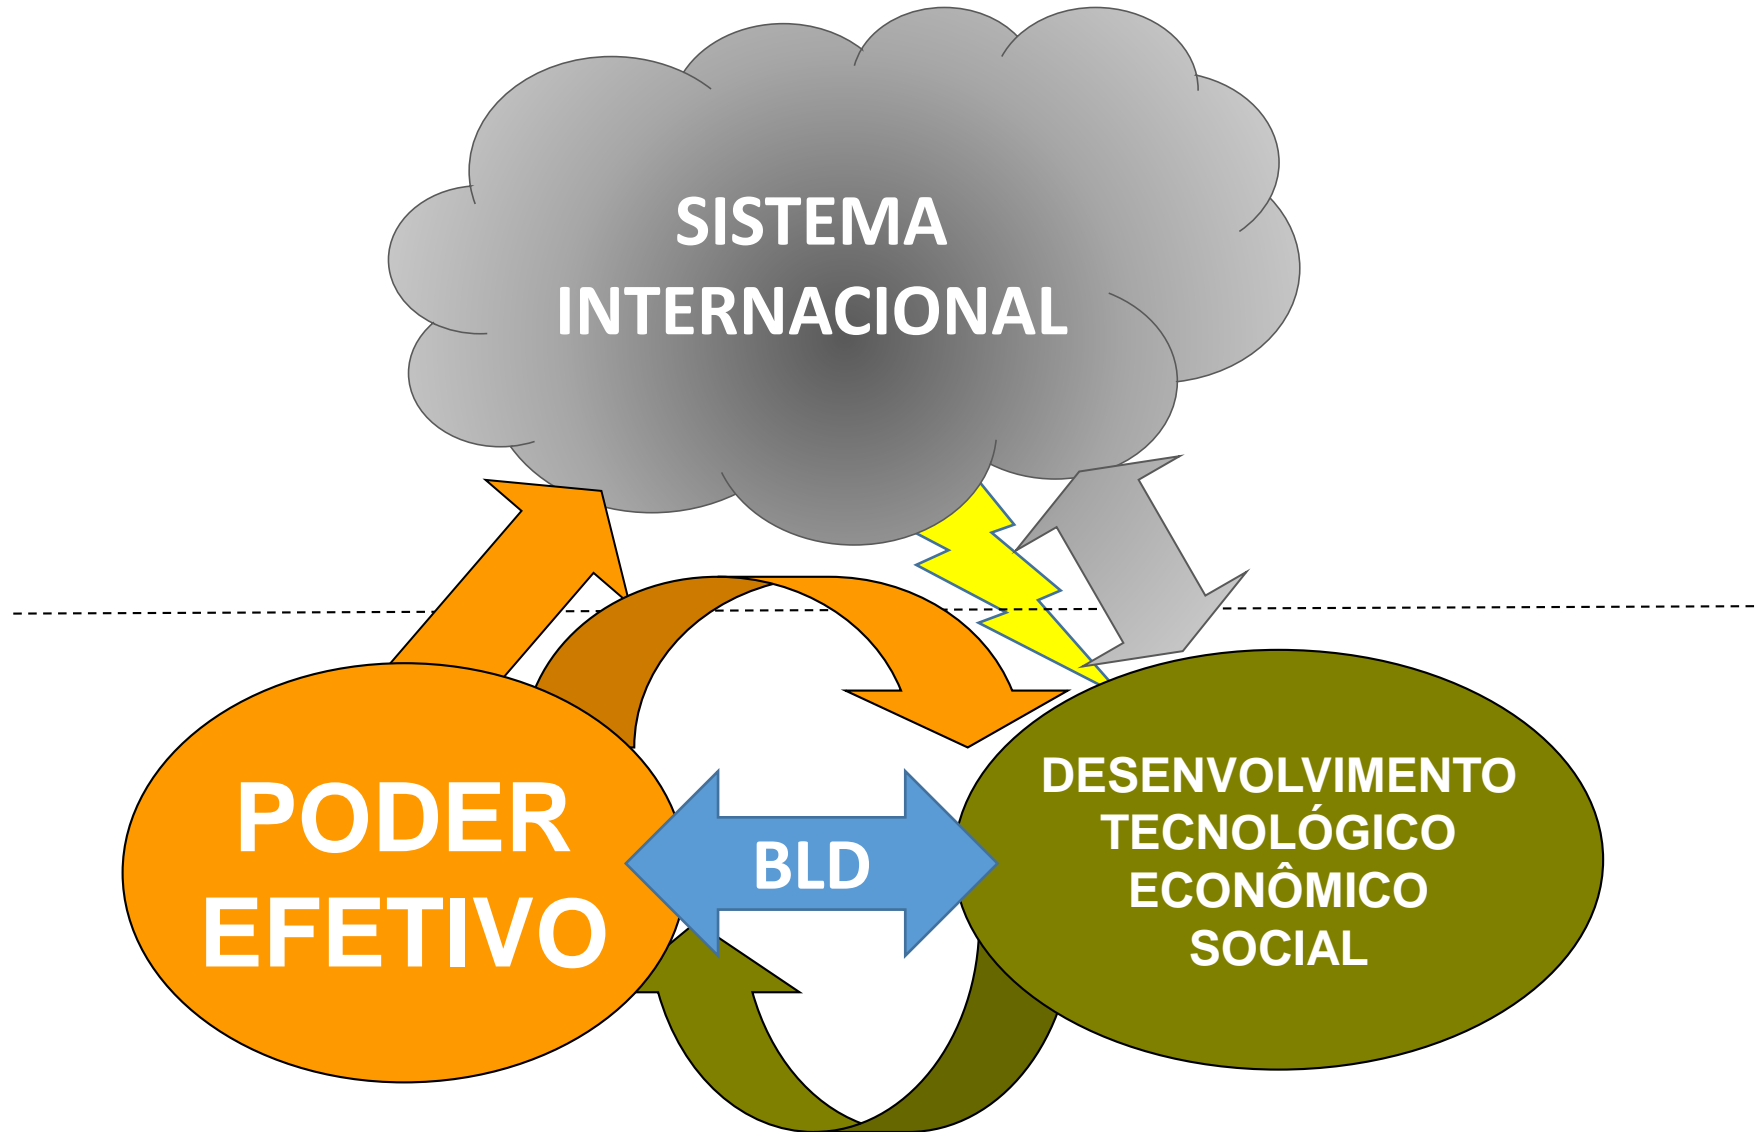 SISTEMA
INTERNACIONAL
PODER
EFETIVO
BLD
DESENVOLVIMENTO
TECNOLÓGICO
ECONÔMICO
SOCIAL